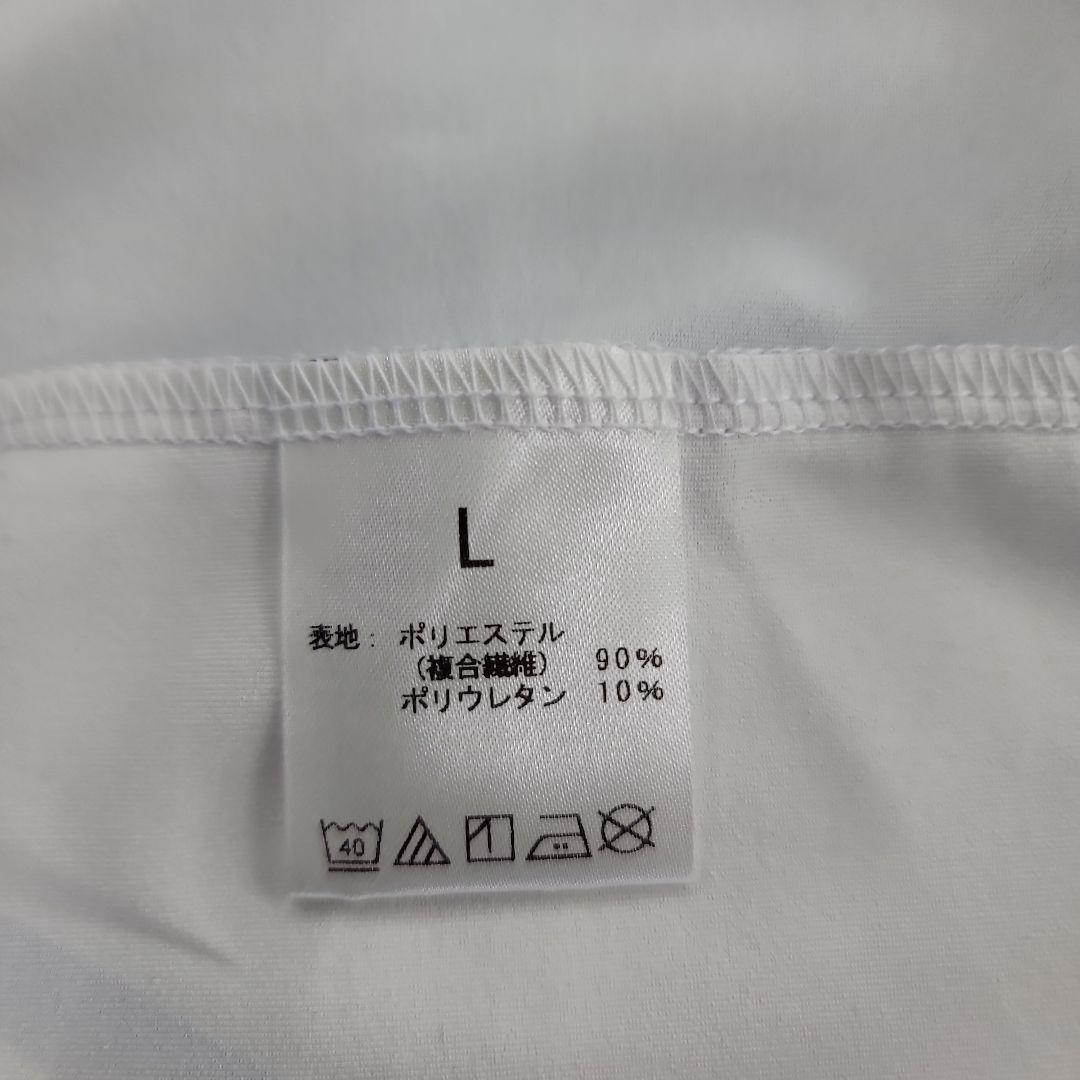 L
表地： ポリエステル
（複合繊維） 90%
ポリウレタン 10%
40